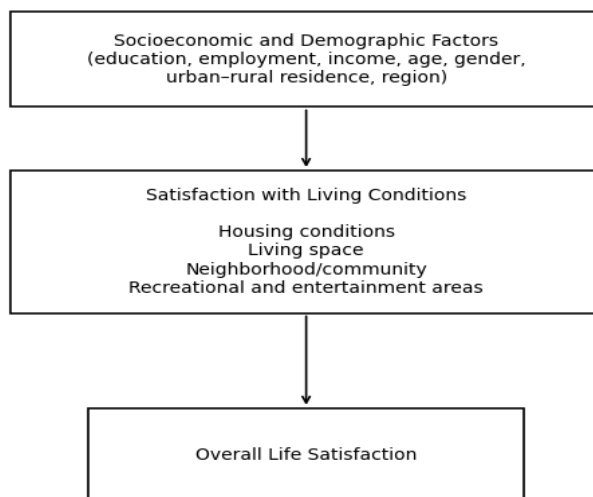 Socioeconomic and Demographic Factors
(education, employment, income, age, gender,
urban–rural residence, region)
Satisfaction with Living Conditions
Housing conditions
Living space
Neighborhood/community
Recreational and entertainment areas
Overall Life Satisfaction